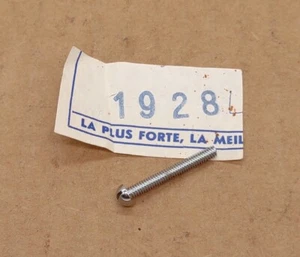 1928
LA PLUS FORTE, LA MEIL